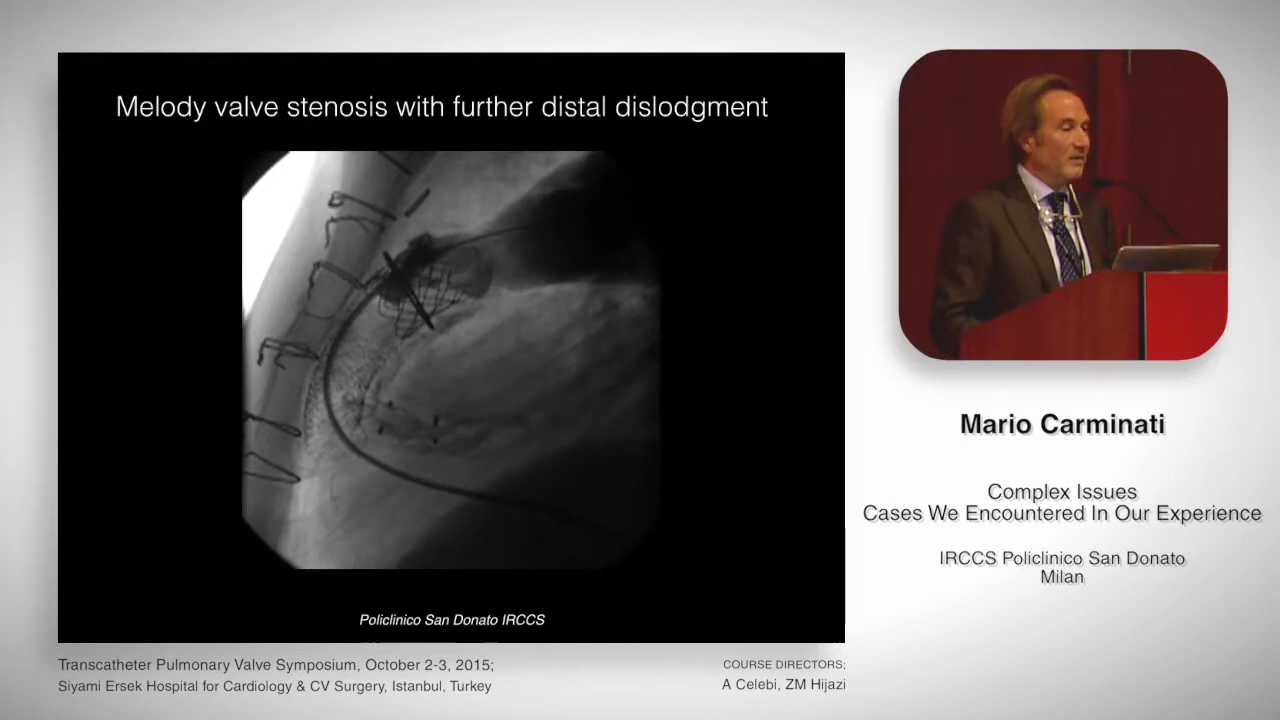 Melody valve stenosis with further distal dislodgment
Policlinico San Donato IRCCS
Mario Carminati
Complex Issues
Cases We Encountered In Our Experience
IRCCS Policlinico San Donato
Milan
Transcatheter Pulmonary Valve Symposium, October 2-3, 2015;
Siyami Ersek Hospital for Cardiology & CV Surgery, Istanbul, Turkey
COURSE DIRECTORS;
A Celebi, ZM Hijazi